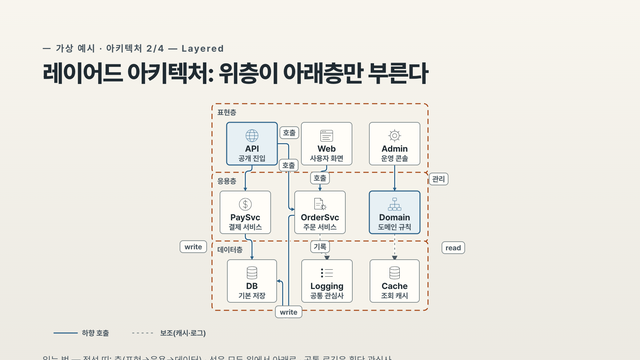 — 가상 예시 · 아키텍처 2/4 — Layered
레이어드 아키텍처: 위층이 아래층만 부른다
표현층
API
공개 진입
호출
Web
사용자 화면
Admin
운영 콘솔
호출
호출
관리
응용층
PaySvc
결제 서비스
OrderSvc
주문 서비스
Domain
도메인 규칙
write
데이터층
기록
read
DB
기본 저장
Logging
공통 관심사
Cache
조회 캐시
write
하향 호출
보조(캐시·로그)